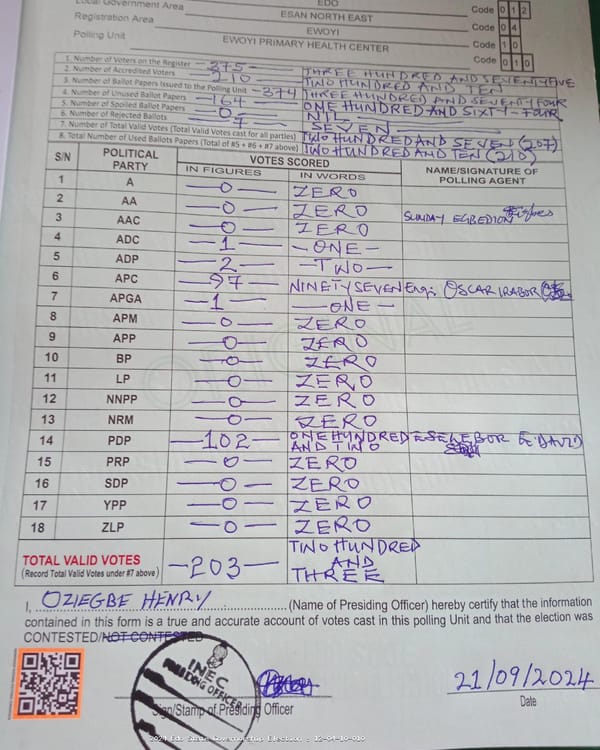 Local Government Area EDO Code 0 1 2
Registration Area ESAN NORTH EAST Code 0 4
Polling Unit EWOYI Code 1 0
EWOYI PRIMARY HEALTH CENTER Code 0 1 0
1. Number of Voters on the Register —375— THREE HUNDRED AND SEVENTY FIVE
2. Number of Accredited Voters —210— TWO HUNDRED AND TEN
3. Number of Ballot Papers Issued to the Polling Unit —374 THREE HUNDRED AND SEVENTY FOUR
4. Number of Unused Ballot Papers —164— ONE HUNDRED AND SIXTY-FOUR
5. Number of Spoiled Ballot Papers —0— NIL
6. Number of Rejected Ballots —7— SEVEN
7. Number of Total Valid Votes (Total Valid Votes cast for all parties) TWO HUNDRED AND SEVEN (207)
8. Total Number of Used Ballots Papers (Total of #5 + #6 + #7 above) TWO HUNDRED AND TEN (210)
S/N POLITICAL PARTY VOTES SCORED NAME/SIGNATURE OF POLLING AGENT
IN FIGURES IN WORDS
1 A —0— ZERO
2 AA —0— ZERO
3 AAC —0— ZERO SUNDAY EGBEDION
4 ADC —1— —ONE—
5 ADP —2— —TWO—
6 APC —97— NINETY SEVEN Eng. OSCAR IRABOR
7 APGA —1— —ONE—
8 APM —0— ZERO
9 APP —0— ZERO
10 BP —0— ZERO
11 LP —0— ZERO
12 NNPP —0— ZERO
13 NRM —0— ZERO
14 PDP —102— ONE HUNDRED AND TWO ESELEBOR E. DAVID
15 PRP —0— ZERO
16 SDP —0— ZERO
17 YPP —0— ZERO
18 ZLP —0— ZERO
TOTAL VALID VOTES —203— TWO HUNDRED AND THREE
(Record Total Valid Votes under #7 above)
I, OZIEGBE HENRY (Name of Presiding Officer) hereby certify that the information
contained in this form is a true and accurate account of votes cast in this polling Unit and that the election was
CONTESTED/NOT CONTESTED
INEC
OFFICER
21/09/2024
Sign/Stamp of Presiding Officer Date
2024 Edo State Governorship Election : 12-04-10-010